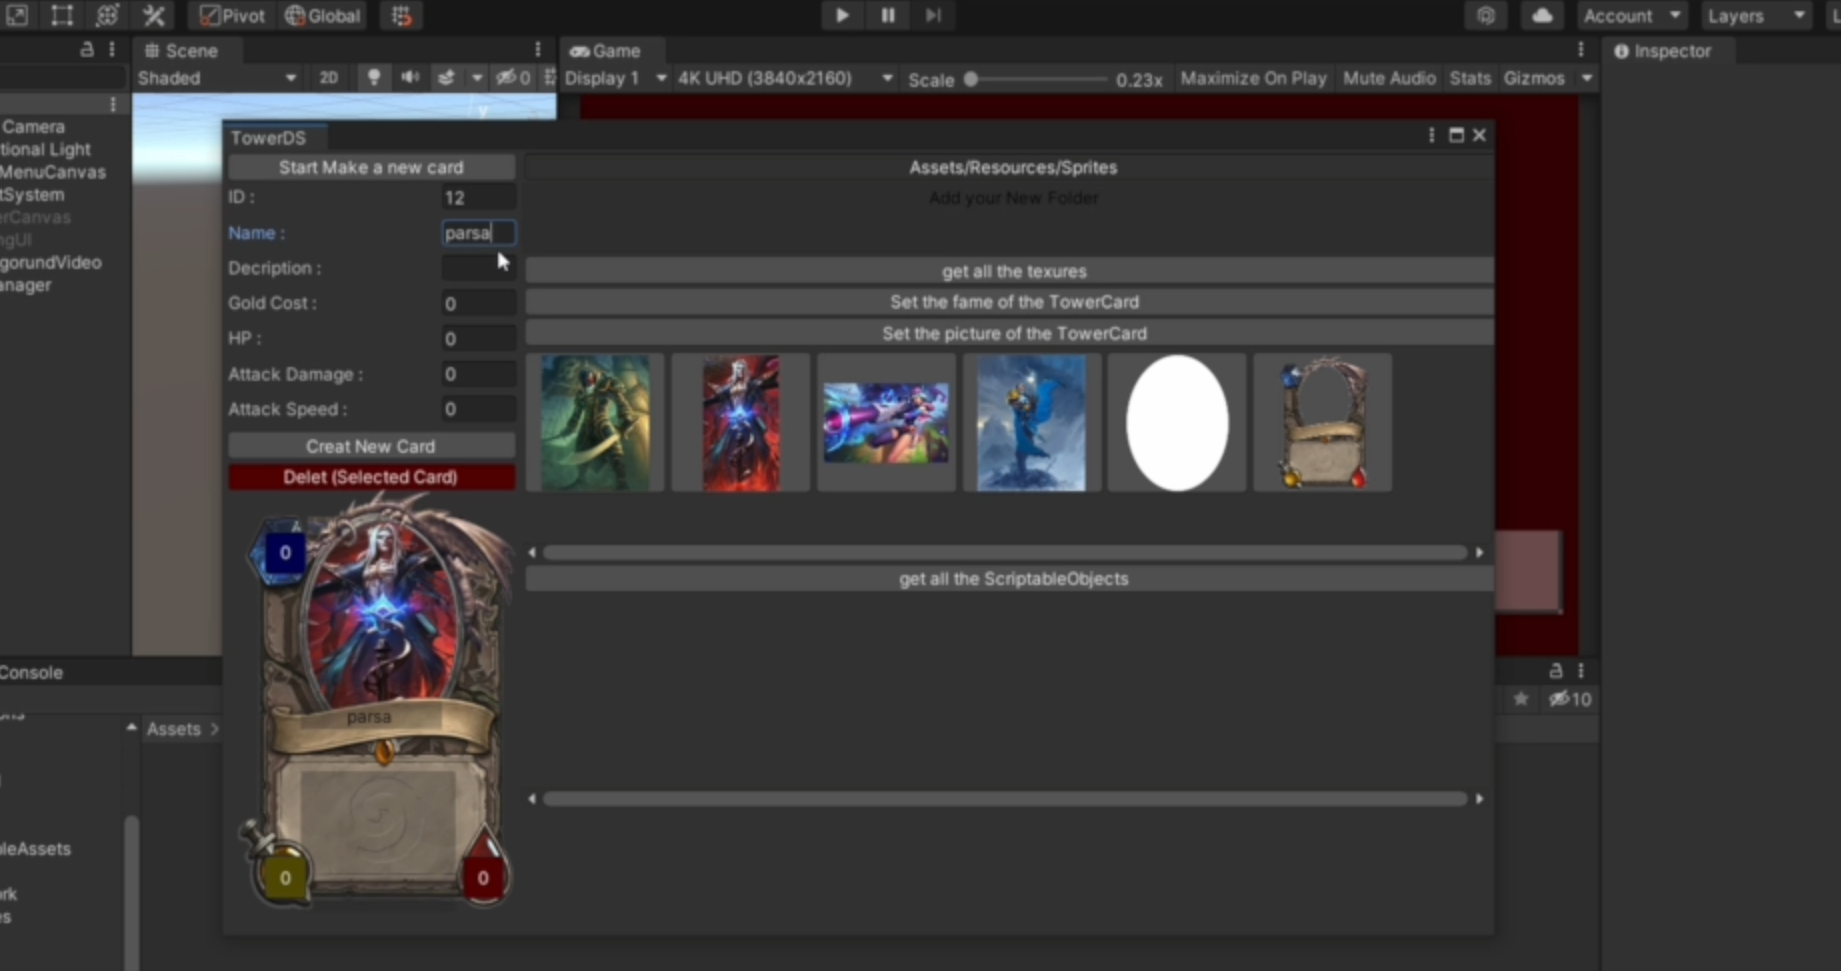 Pivot Global Account Layers
Scene Game Inspector
Shaded 2D 0 Display 1 4K UHD (3840x2160) Scale 0.23x Maximize On Play Mute Audio Stats Gizmos
Camera
tional Light
MenuCanvas
tSystem
erCanvas
ngUI
gorundVideo
anager
TowerDS
Start Make a new card
ID : 12
Name : parsa
Decription :
Gold Cost : 0
HP : 0
Attack Damage : 0
Attack Speed : 0
Creat New Card
Delet (Selected Card)
Assets/Resources/Sprites
Add your New Folder
get all the texures
Set the fame of the TowerCard
Set the picture of the TowerCard
get all the ScriptableObjects
0
parsa
0 0
Console
10
Assets >
leAssets
rk
es